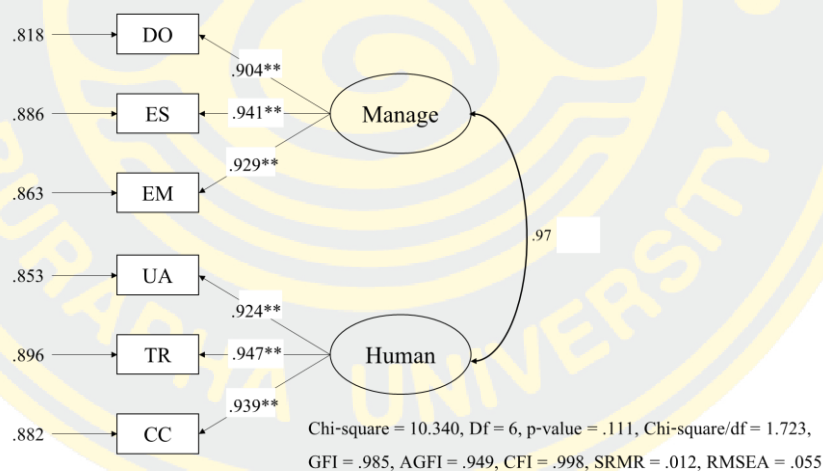 .818
DO
.904**
.886
ES
.941**
Manage
.929**
.863
EM
.97
.853
UA
.924**
.896
TR
.947**
Human
.939**
.882
CC
Chi-square = 10.340, Df = 6, p-value = .111, Chi-square/df = 1.723,
GFI = .985, AGFI = .949, CFI = .998, SRMR = .012, RMSEA = .055
UNIVERSITY